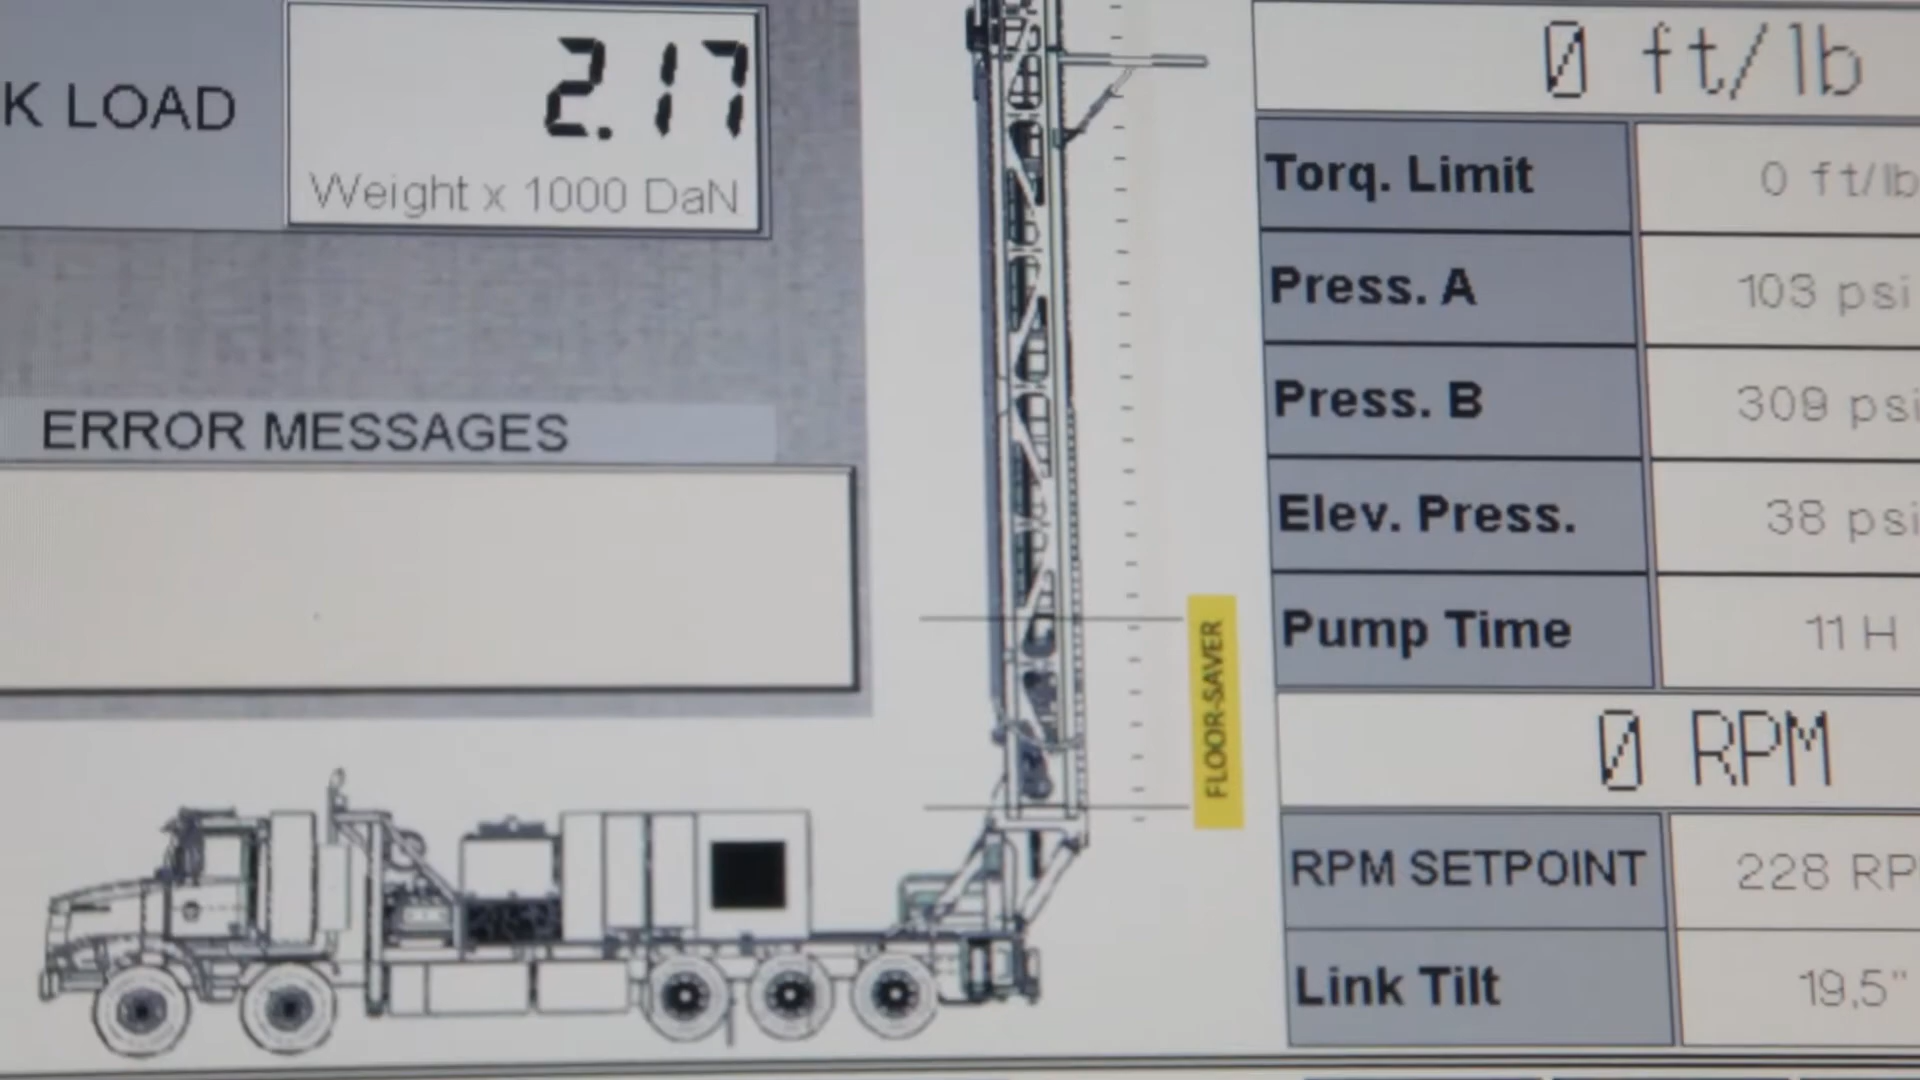 K LOAD
2.17
Weight x 1000 DaN
ERROR MESSAGES
FLOOR-SAVER
0 ft/lb
Torq. Limit 0 ft/lb
Press. A 103 psi
Press. B 309 psi
Elev. Press. 38 psi
Pump Time 11 H
0 RPM
RPM SETPOINT 228 RP
Link Tilt 19,5"